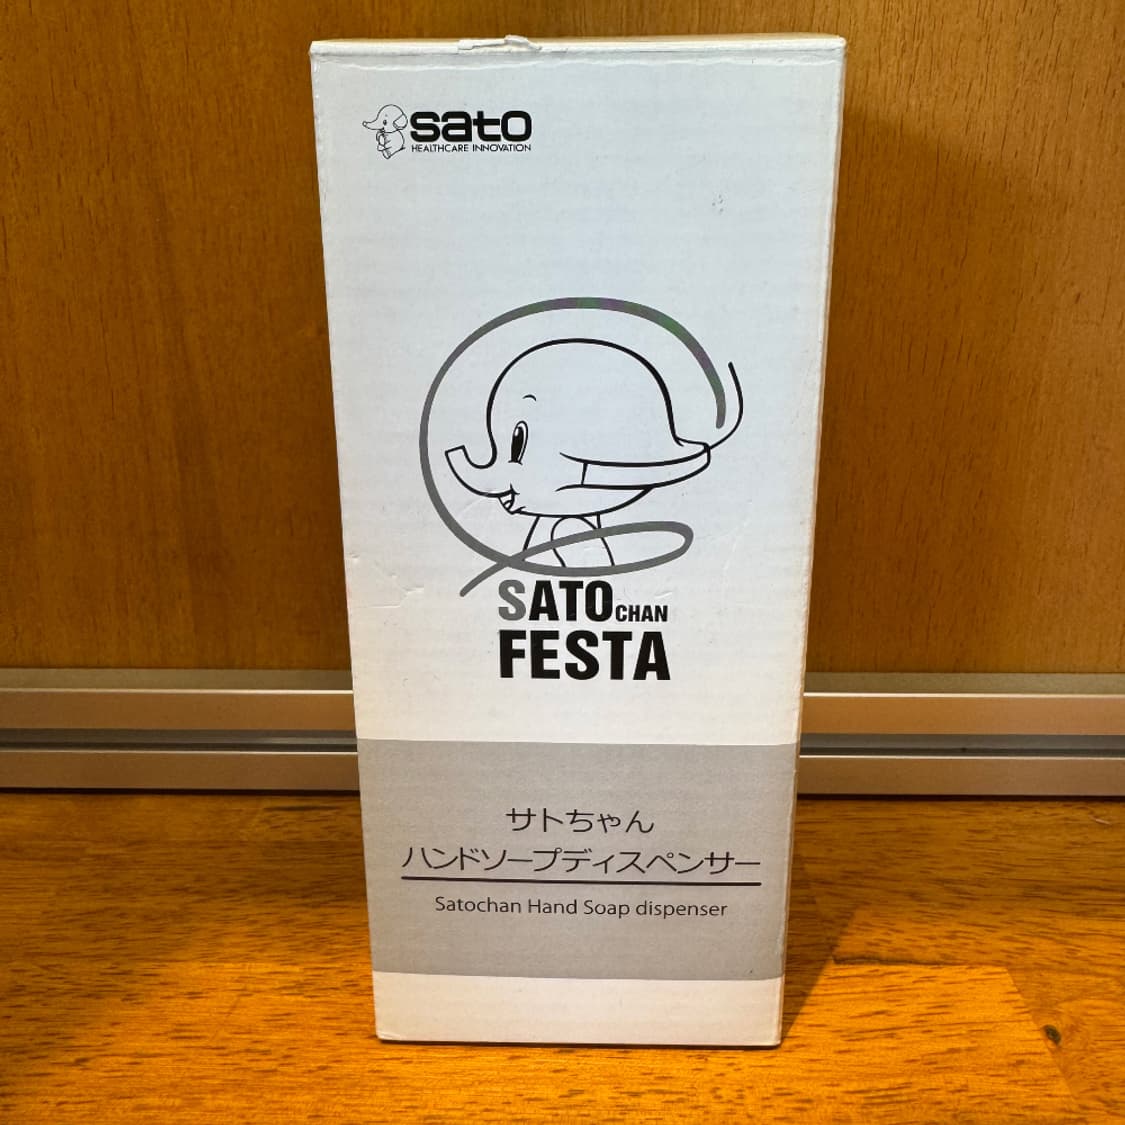 sato
HEALTHCARE INNOVATION
SATO CHAN
FESTA
サトちゃん
ハンドソープディスペンサー
Satochan Hand Soap dispenser